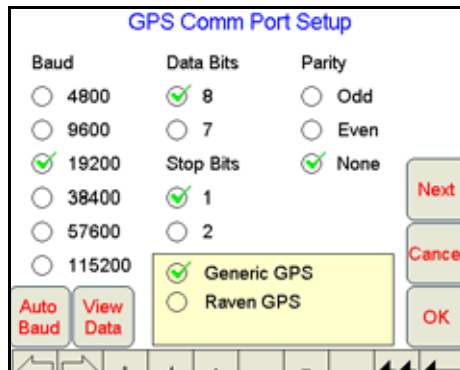 GPS Comm Port Setup
Baud
4800
9600
19200
38400
57600
115200
Data Bits
8
7
Stop Bits
1
2
Parity
Odd
Even
None
Generic GPS
Raven GPS
Auto Baud
View Data
Next
Cance
OK